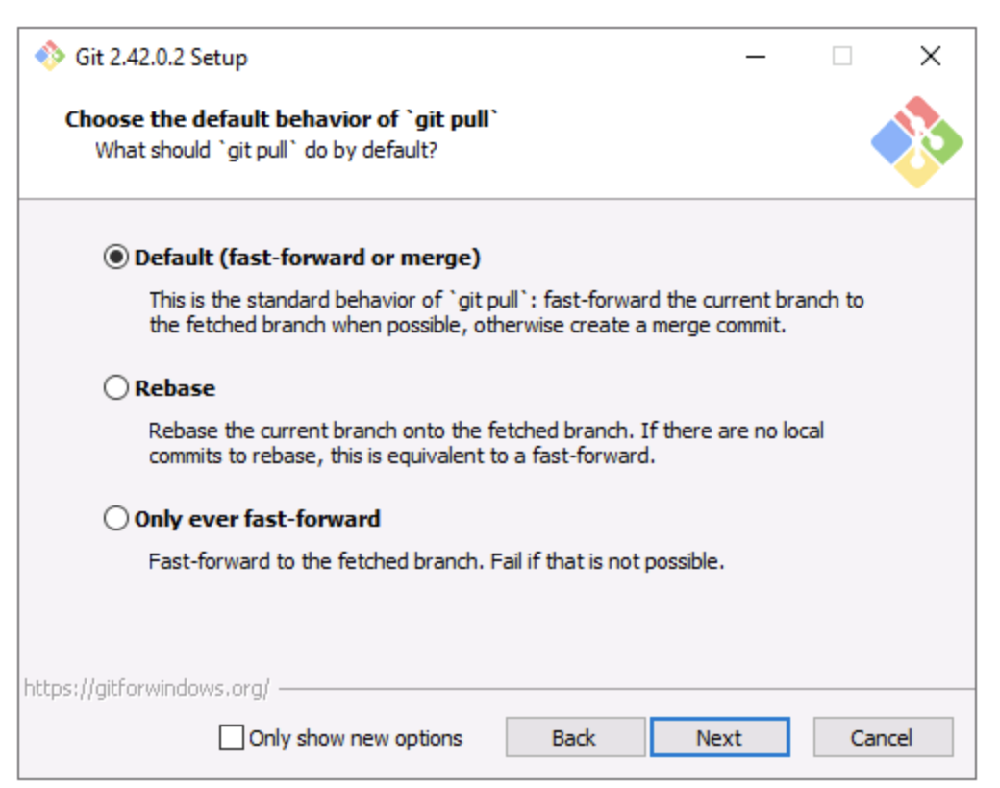 Git 2.42.0.2 Setup
Choose the default behavior of `git pull`
What should `git pull` do by default?
Default (fast-forward or merge)
This is the standard behavior of `git pull`: fast-forward the current branch to
the fetched branch when possible, otherwise create a merge commit.
Rebase
Rebase the current branch onto the fetched branch. If there are no local
commits to rebase, this is equivalent to a fast-forward.
Only ever fast-forward
Fast-forward to the fetched branch. Fail if that is not possible.
https://gitforwindows.org/
Only show new options Back Next Cancel